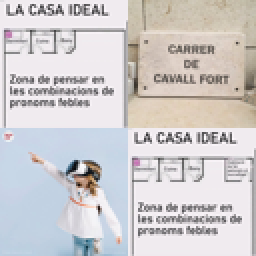 LA CASA IDEAL
Zona de pensar en
les combinacions de
pronoms febles
CARRER
DE
CAVALL FORT
LA CASA IDEAL
Zona de pensar en
les combinacions de
pronoms febles